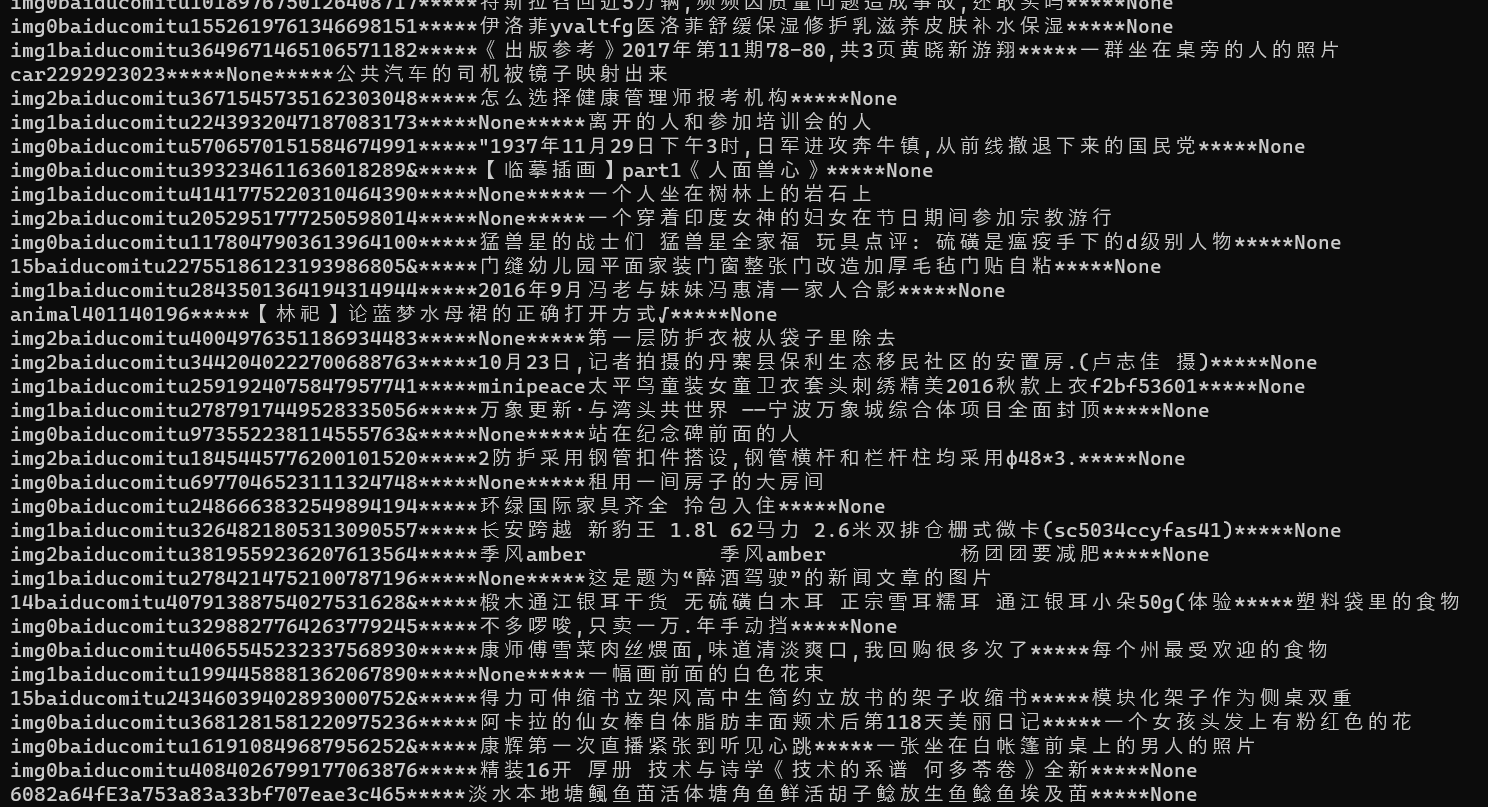 img0baiducomitu1018976750126408717*****特斯拉召回近5万辆,频频因质量问题造成事故,还敢买吗*****None
img0baiducomitu1552619761346698151*****伊洛菲yvaltfg医洛菲舒缓保湿修护乳滋养皮肤补水保湿*****None
img1baiducomitu3649671465106571182*****《出版参考》2017年第11期78-80,共3页黄晓新游翔*****一群坐在桌旁的人的照片
car2292923023*****None*****公共汽车的司机被镜子映射出来
img2baiducomitu3671545735162303048*****怎么选择健康管理师报考机构*****None
img1baiducomitu2243932047187083173*****None*****离开的人和参加培训会的人
img0baiducomitu5706570151584674991*****"1937年11月29日下午3时,日军进攻奔牛镇,从前线撤退下来的国民党*****None
img0baiducomitu393234611636018289&*****【临摹插画】part1《人面兽心》*****None
img1baiducomitu4141775220310464390*****None*****一个人坐在树林上的岩石上
img2baiducomitu2052951777250598014*****None*****一个穿着印度女神的妇女在节日期间参加宗教游行
img0baiducomitu1178047903613964100*****猛兽星的战士们 猛兽星全家福 玩具点评: 硫磺是瘟疫手下的d级别人物*****None
15baiducomitu22755186123193986805&*****门缝幼儿园平面家装门窗整张门改造加厚毛毡门贴自粘*****None
img1baiducomitu2843501364194314944*****2016年9月冯老与妹妹冯惠清一家人合影*****None
animal401140196*****【林祀】论蓝梦水母裙的正确打开方式√*****None
img2baiducomitu4004976351186934483*****None*****第一层防护衣被从袋子里除去
img2baiducomitu3442040222700688763*****10月23日,记者拍摄的丹寨县保利生态移民社区的安置房.(卢志佳 摄)*****None
img1baiducomitu2591924075847957741*****minipeace太平鸟童装女童卫衣套头刺绣精美2016秋款上衣f2bf53601*****None
img1baiducomitu2787917449528335056*****万象更新·与湾头共世界 ——宁波万象城综合体项目全面封顶*****None
img0baiducomitu973552238114555763&*****None*****站在纪念碑前面的人
img2baiducomitu1845445776200101520*****2防护采用钢管扣件搭设,钢管横杆和栏杆柱均采用ф48*3.*****None
img0baiducomitu6977046523111324748*****None*****租用一间房子的大房间
img0baiducomitu2486663832549894194*****环绿国际家具齐全 拎包入住*****None
img1baiducomitu3264821805313090557*****长安跨越 新豹王 1.8l 62马力 2.6米双排仓栅式微卡(sc5034ccyfas41)*****None
img2baiducomitu3819559236207613564*****季风amber 季风amber 杨团团要减肥*****None
img1baiducomitu2784214752100787196*****None*****这是题为“醉酒驾驶”的新闻文章的图片
14baiducomitu40791388754027531628&*****椴木通江银耳干货 无硫磺白木耳 正宗雪耳糯耳 通江银耳小朵50g(体验*****塑料袋里的食物
img0baiducomitu3298827764263779245*****不多啰唆,只卖一万.年手动挡*****None
img0baiducomitu4065545232337568930*****康师傅雪菜肉丝煨面,味道清淡爽口,我回购很多次了*****每个州最受欢迎的食物
img1baiducomitu1994458881362067890*****None*****一幅画前面的白色花束
15baiducomitu24346039402893000752&*****得力可伸缩书立架风高中生简约立放书的架子收缩书*****模块化架子作为侧桌双重
img0baiducomitu3681281581220975236*****阿卡拉的仙女棒自体脂肪丰面颊术后第118天美丽日记*****一个女孩头发上有粉红色的花
img0baiducomitu161910849687956252&*****康辉第一次直播紧张到听见心跳*****一张坐在白帐篷前桌上的男人的照片
img0baiducomitu4084026799177063876*****精装16开 厚册 技术与诗学《技术的系谱 何多苓卷》全新*****None
6082a64fE3a753a83a33bf707eae3c465*****淡水本地塘鲺鱼苗活体塘角鱼鲜活胡子鲶放生鱼鲶鱼埃及苗*****None